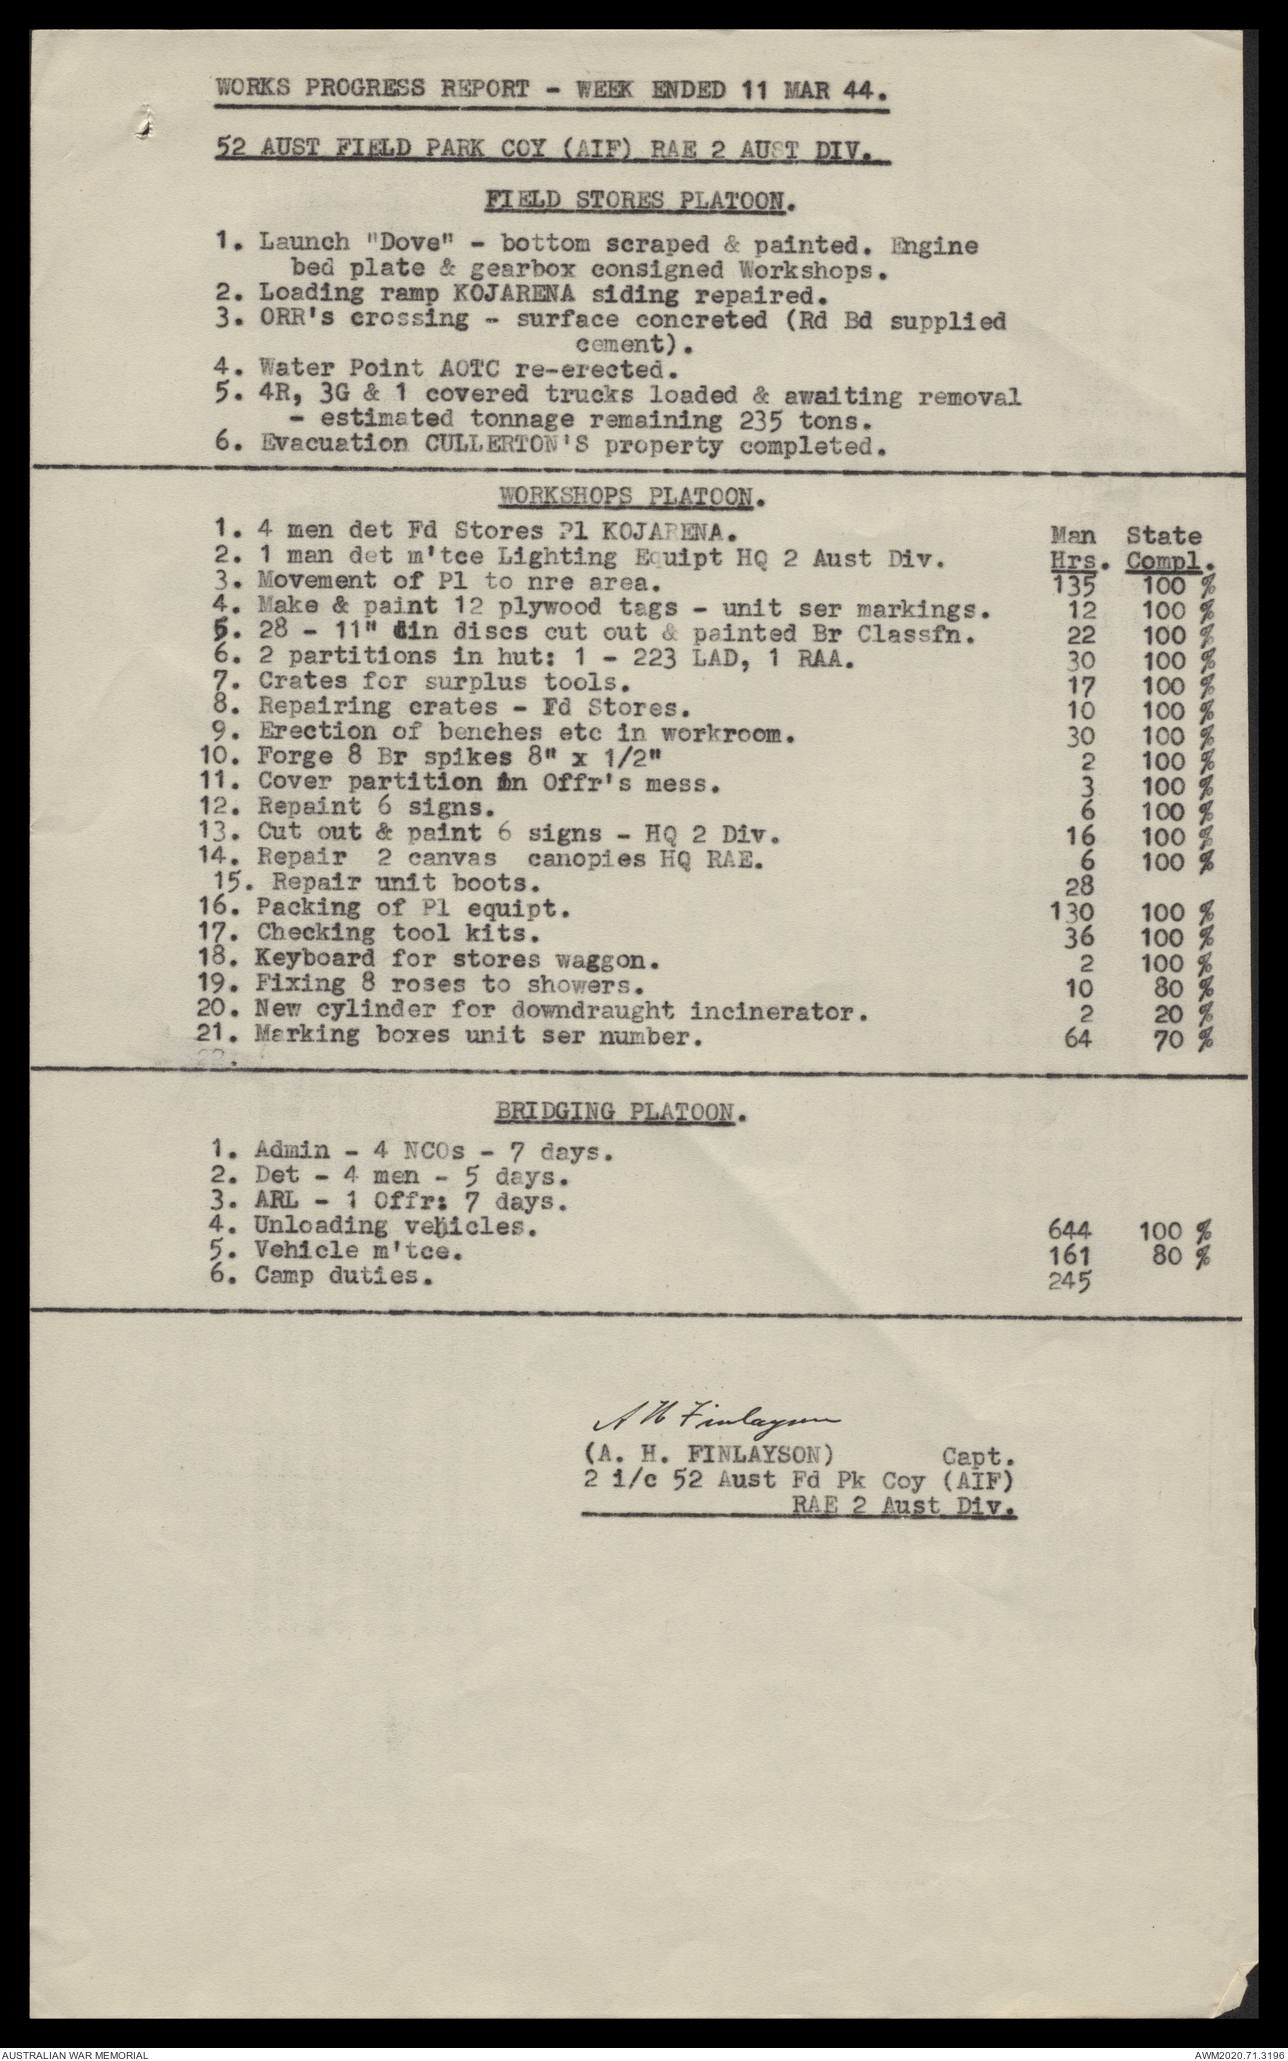 WORKS PROGRESS REPORT - WEEK ENDED 11 MAR 44.
52 AUST FIELD PARK COY (AIF) RAE 2 AUST DIV.
FIELD STORES PLATOON.
1. Launch "Dove" - bottom scraped & painted. Engine
bed plate & gearbox consigned Workshops.
2. Loading ramp KOJARENA siding repaired.
3. ORR's crossing - surface concreted (Rd Bd supplied
cement).
4. Water Point AOTC re-erected.
5. 4R, 3G & 1 covered trucks loaded & awaiting removal
- estimated tonnage remaining 235 tons.
6. Evacuation CULLERTON'S property completed.
WORKSHOPS PLATOON.
Man State
Hrs. Compl.
1. 4 men det Fd Stores Pl KOJARENA.
2. 1 man det m'tce Lighting Equipt HQ 2 Aust Div.
3. Movement of Pl to nre area. 135 100 %
4. Make & paint 12 plywood tags - unit ser markings. 12 100 %
5. 28 - 11" tin discs cut out & painted Br Classfn. 22 100 %
6. 2 partitions in hut: 1 - 223 LAD, 1 RAA. 30 100 %
7. Crates for surplus tools. 17 100 %
8. Repairing crates - Fd Stores. 10 100 %
9. Erection of benches etc in workroom. 30 100 %
10. Forge 8 Br spikes 8" x 1/2" 2 100 %
11. Cover partition in Offr's mess. 3 100 %
12. Repaint 6 signs. 6 100 %
13. Cut out & paint 6 signs - HQ 2 Div. 16 100 %
14. Repair 2 canvas canopies HQ RAE. 6 100 %
15. Repair unit boots. 28
16. Packing of Pl equipt. 130 100 %
17. Checking tool kits. 36 100 %
18. Keyboard for stores waggon. 2 100 %
19. Fixing 8 roses to showers. 10 80 %
20. New cylinder for downdraught incinerator. 2 20 %
21. Marking boxes unit ser number. 64 70 %
22.
BRIDGING PLATOON.
1. Admin - 4 NCOs - 7 days.
2. Det - 4 men - 5 days.
3. ARL - 1 Offr: 7 days.
4. Unloading vehicles. 644 100 %
5. Vehicle m'tce. 161 80 %
6. Camp duties. 245
A H Finlayson
(A. H. FINLAYSON) Capt.
2 i/c 52 Aust Fd Pk Coy (AIF)
RAE 2 Aust Div.
AUSTRALIAN WAR MEMORIAL
AWM2020.71.3196